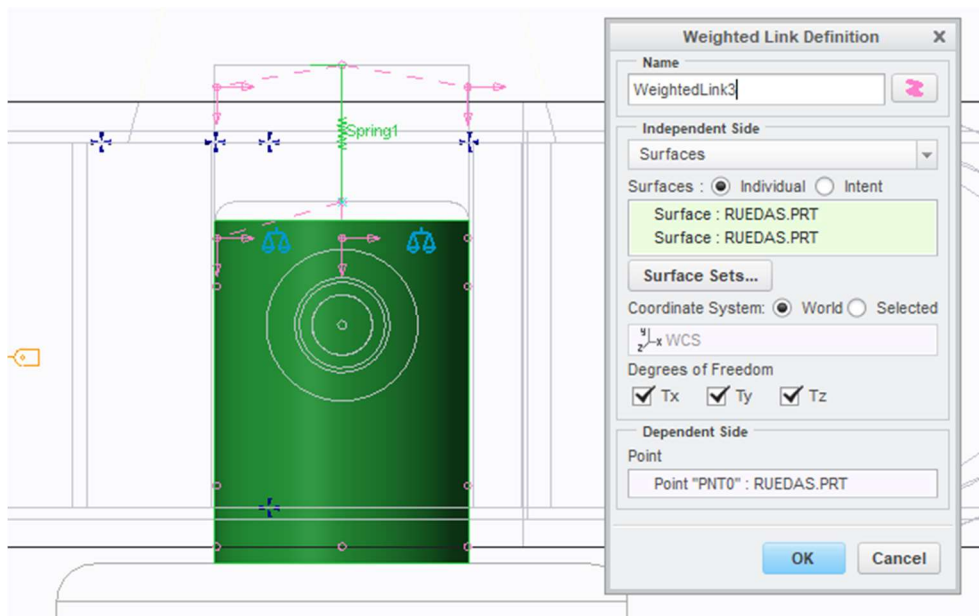 Weighted Link Definition
Name
WeightedLink3
Independent Side
Surfaces
Surfaces : Individual Intent
Surface : RUEDAS.PRT
Surface : RUEDAS.PRT
Surface Sets...
Coordinate System: World Selected
y
z x WCS
Degrees of Freedom
Tx Ty Tz
Dependent Side
Point
Point "PNT0" : RUEDAS.PRT
OK Cancel
Spring1